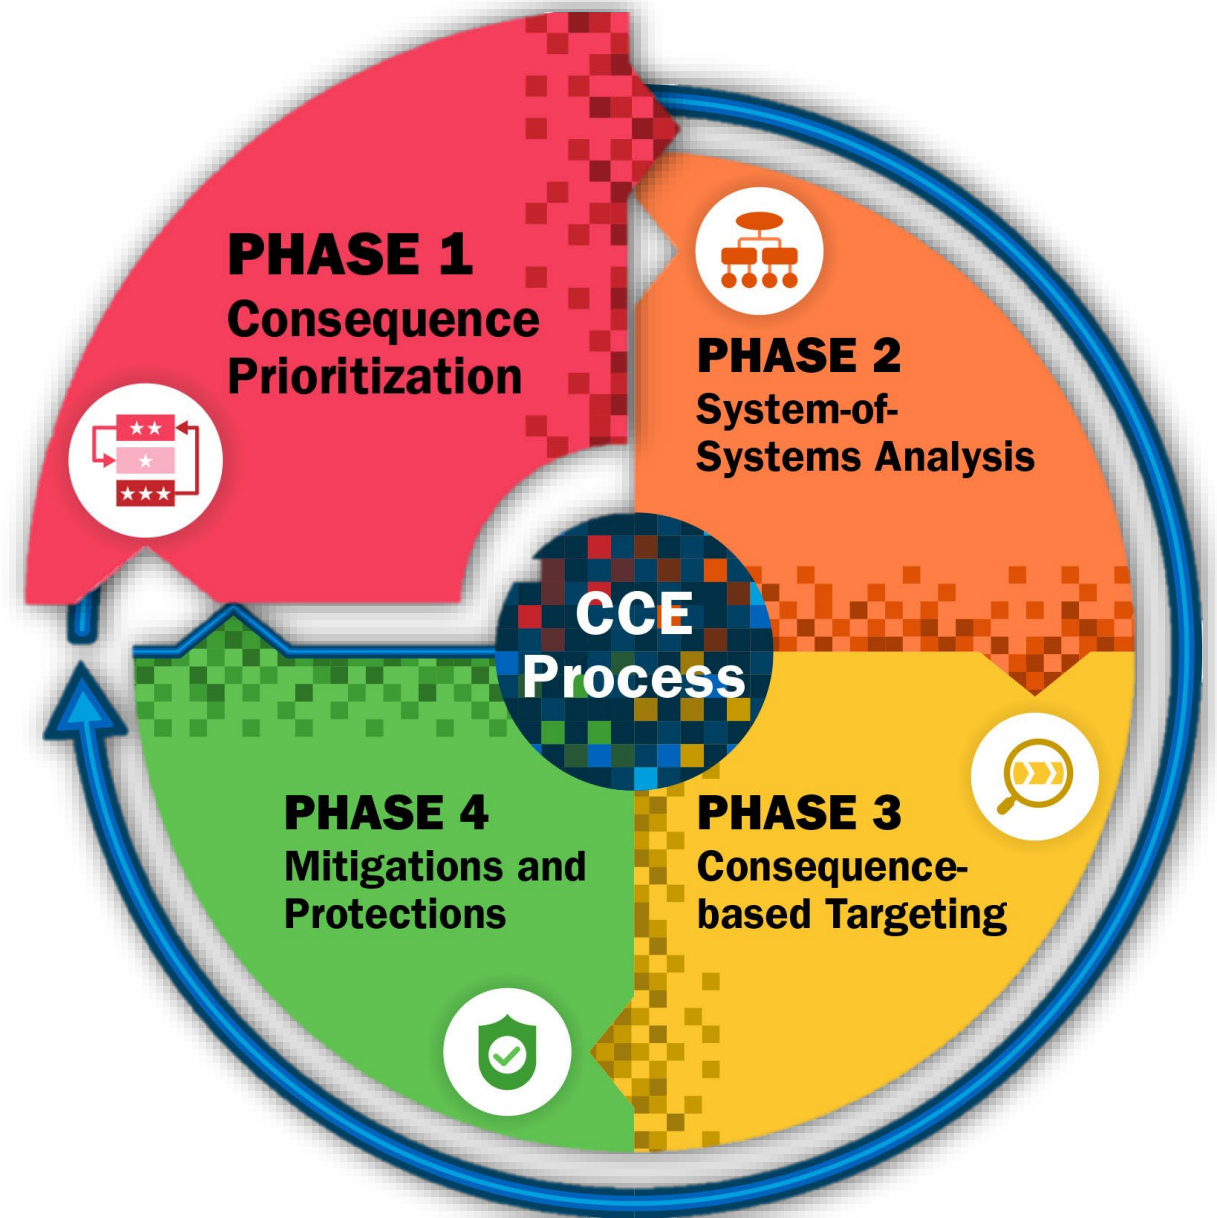 PHASE 1
Consequence
Prioritization
PHASE 2
System-of-
Systems Analysis
CCE
Process
PHASE 3
Consequence-
based Targeting
PHASE 4
Mitigations and
Protections